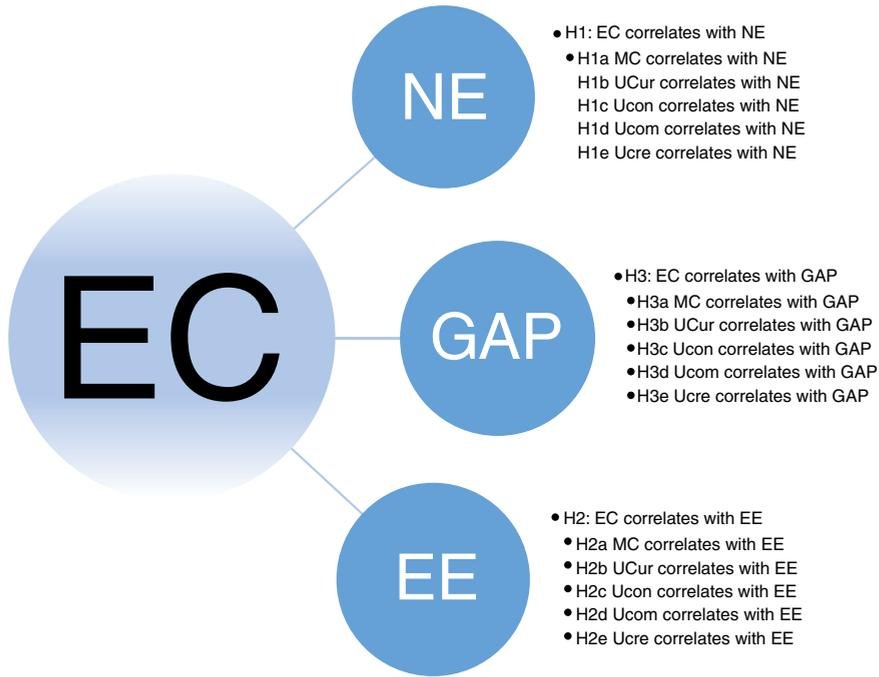 EC
NE
• H1: EC correlates with NE
• H1a MC correlates with NE
H1b UCur correlates with NE
H1c Ucon correlates with NE
H1d Ucom correlates with NE
H1e Ucre correlates with NE
GAP
• H3: EC correlates with GAP
• H3a MC correlates with GAP
• H3b UCur correlates with GAP
• H3c Ucon correlates with GAP
• H3d Ucom correlates with GAP
• H3e Ucre correlates with GAP
EE
• H2: EC correlates with EE
• H2a MC correlates with EE
• H2b UCur correlates with EE
• H2c Ucon correlates with EE
• H2d Ucom correlates with EE
• H2e Ucre correlates with EE